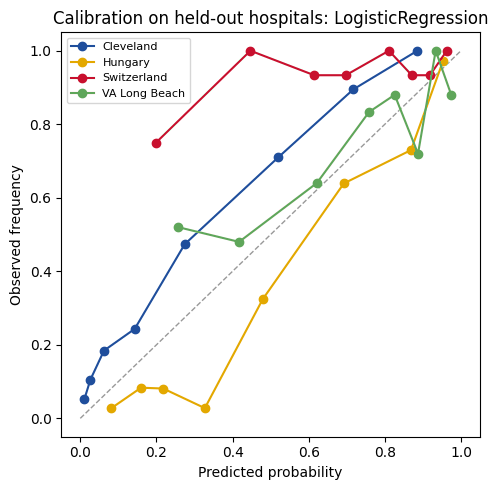 Calibration on held-out hospitals: LogisticRegression
Cleveland
Hungary
Switzerland
VA Long Beach
Observed frequency
1.0
0.8
0.6
0.4
0.2
0.0
0.0 0.2 0.4 0.6 0.8 1.0
Predicted probability